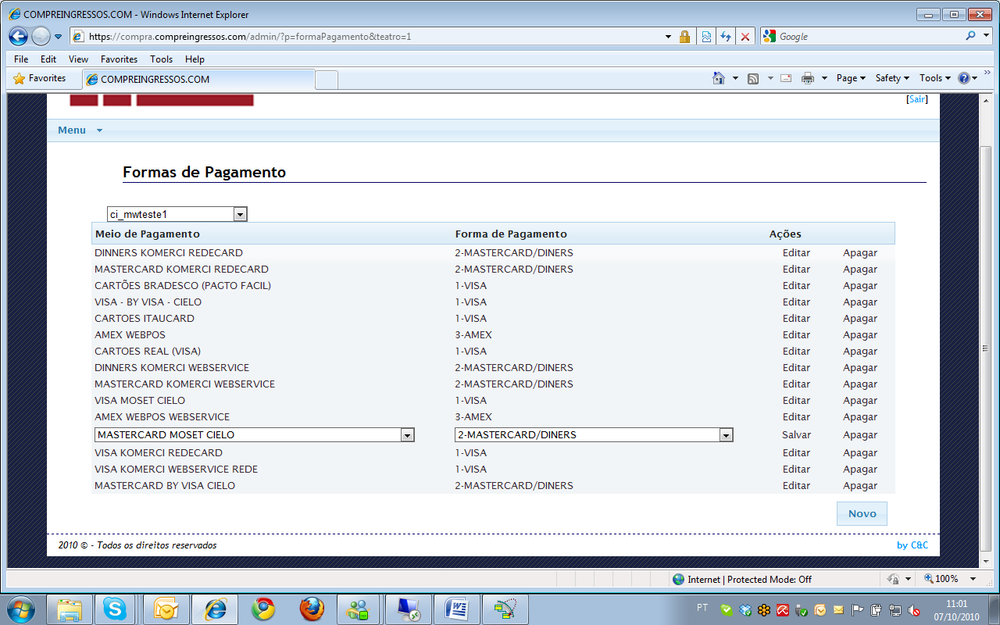 COMPREINGRESSOS.COM - Windows Internet Explorer
https://compra.compreingressos.com/admin/?p=formaPagamento&teatro=1
Google
File Edit View Favorites Tools Help
Favorites COMPREINGRESSOS.COM Page Safety Tools
[Sair]
Menu
Formas de Pagamento
ci_mwteste1
Meio de Pagamento Forma de Pagamento Ações
DINNERS KOMERCI REDECARD 2-MASTERCARD/DINERS Editar Apagar
MASTERCARD KOMERCI REDECARD 2-MASTERCARD/DINERS Editar Apagar
CARTÕES BRADESCO (PAGTO FACIL) 1-VISA Editar Apagar
VISA - BY VISA - CIELO 1-VISA Editar Apagar
CARTOES ITAUCARD 1-VISA Editar Apagar
AMEX WEBPOS 3-AMEX Editar Apagar
CARTOES REAL (VISA) 1-VISA Editar Apagar
DINNERS KOMERCI WEBSERVICE 2-MASTERCARD/DINERS Editar Apagar
MASTERCARD KOMERCI WEBSERVICE 2-MASTERCARD/DINERS Editar Apagar
VISA MOSET CIELO 1-VISA Editar Apagar
AMEX WEBPOS WEBSERVICE 3-AMEX Editar Apagar
MASTERCARD MOSET CIELO 2-MASTERCARD/DINERS Salvar Apagar
VISA KOMERCI REDECARD 1-VISA Editar Apagar
VISA KOMERCI WEBSERVICE REDE 1-VISA Editar Apagar
MASTERCARD BY VISA CIELO 2-MASTERCARD/DINERS Editar Apagar
Novo
2010 © - Todos os direitos reservados by C&C
Internet | Protected Mode: Off 100%
PT 11:01
07/10/2010